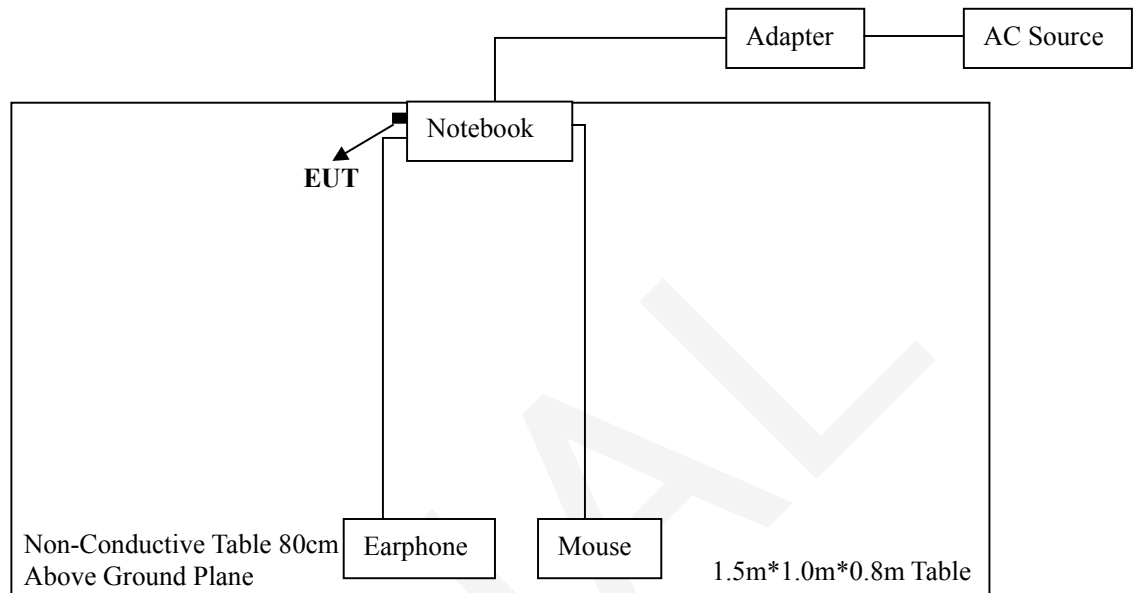 Adapter
AC Source
Notebook
EUT
Non-Conductive Table 80cm
Above Ground Plane
Earphone
Mouse
1.5m*1.0m*0.8m Table